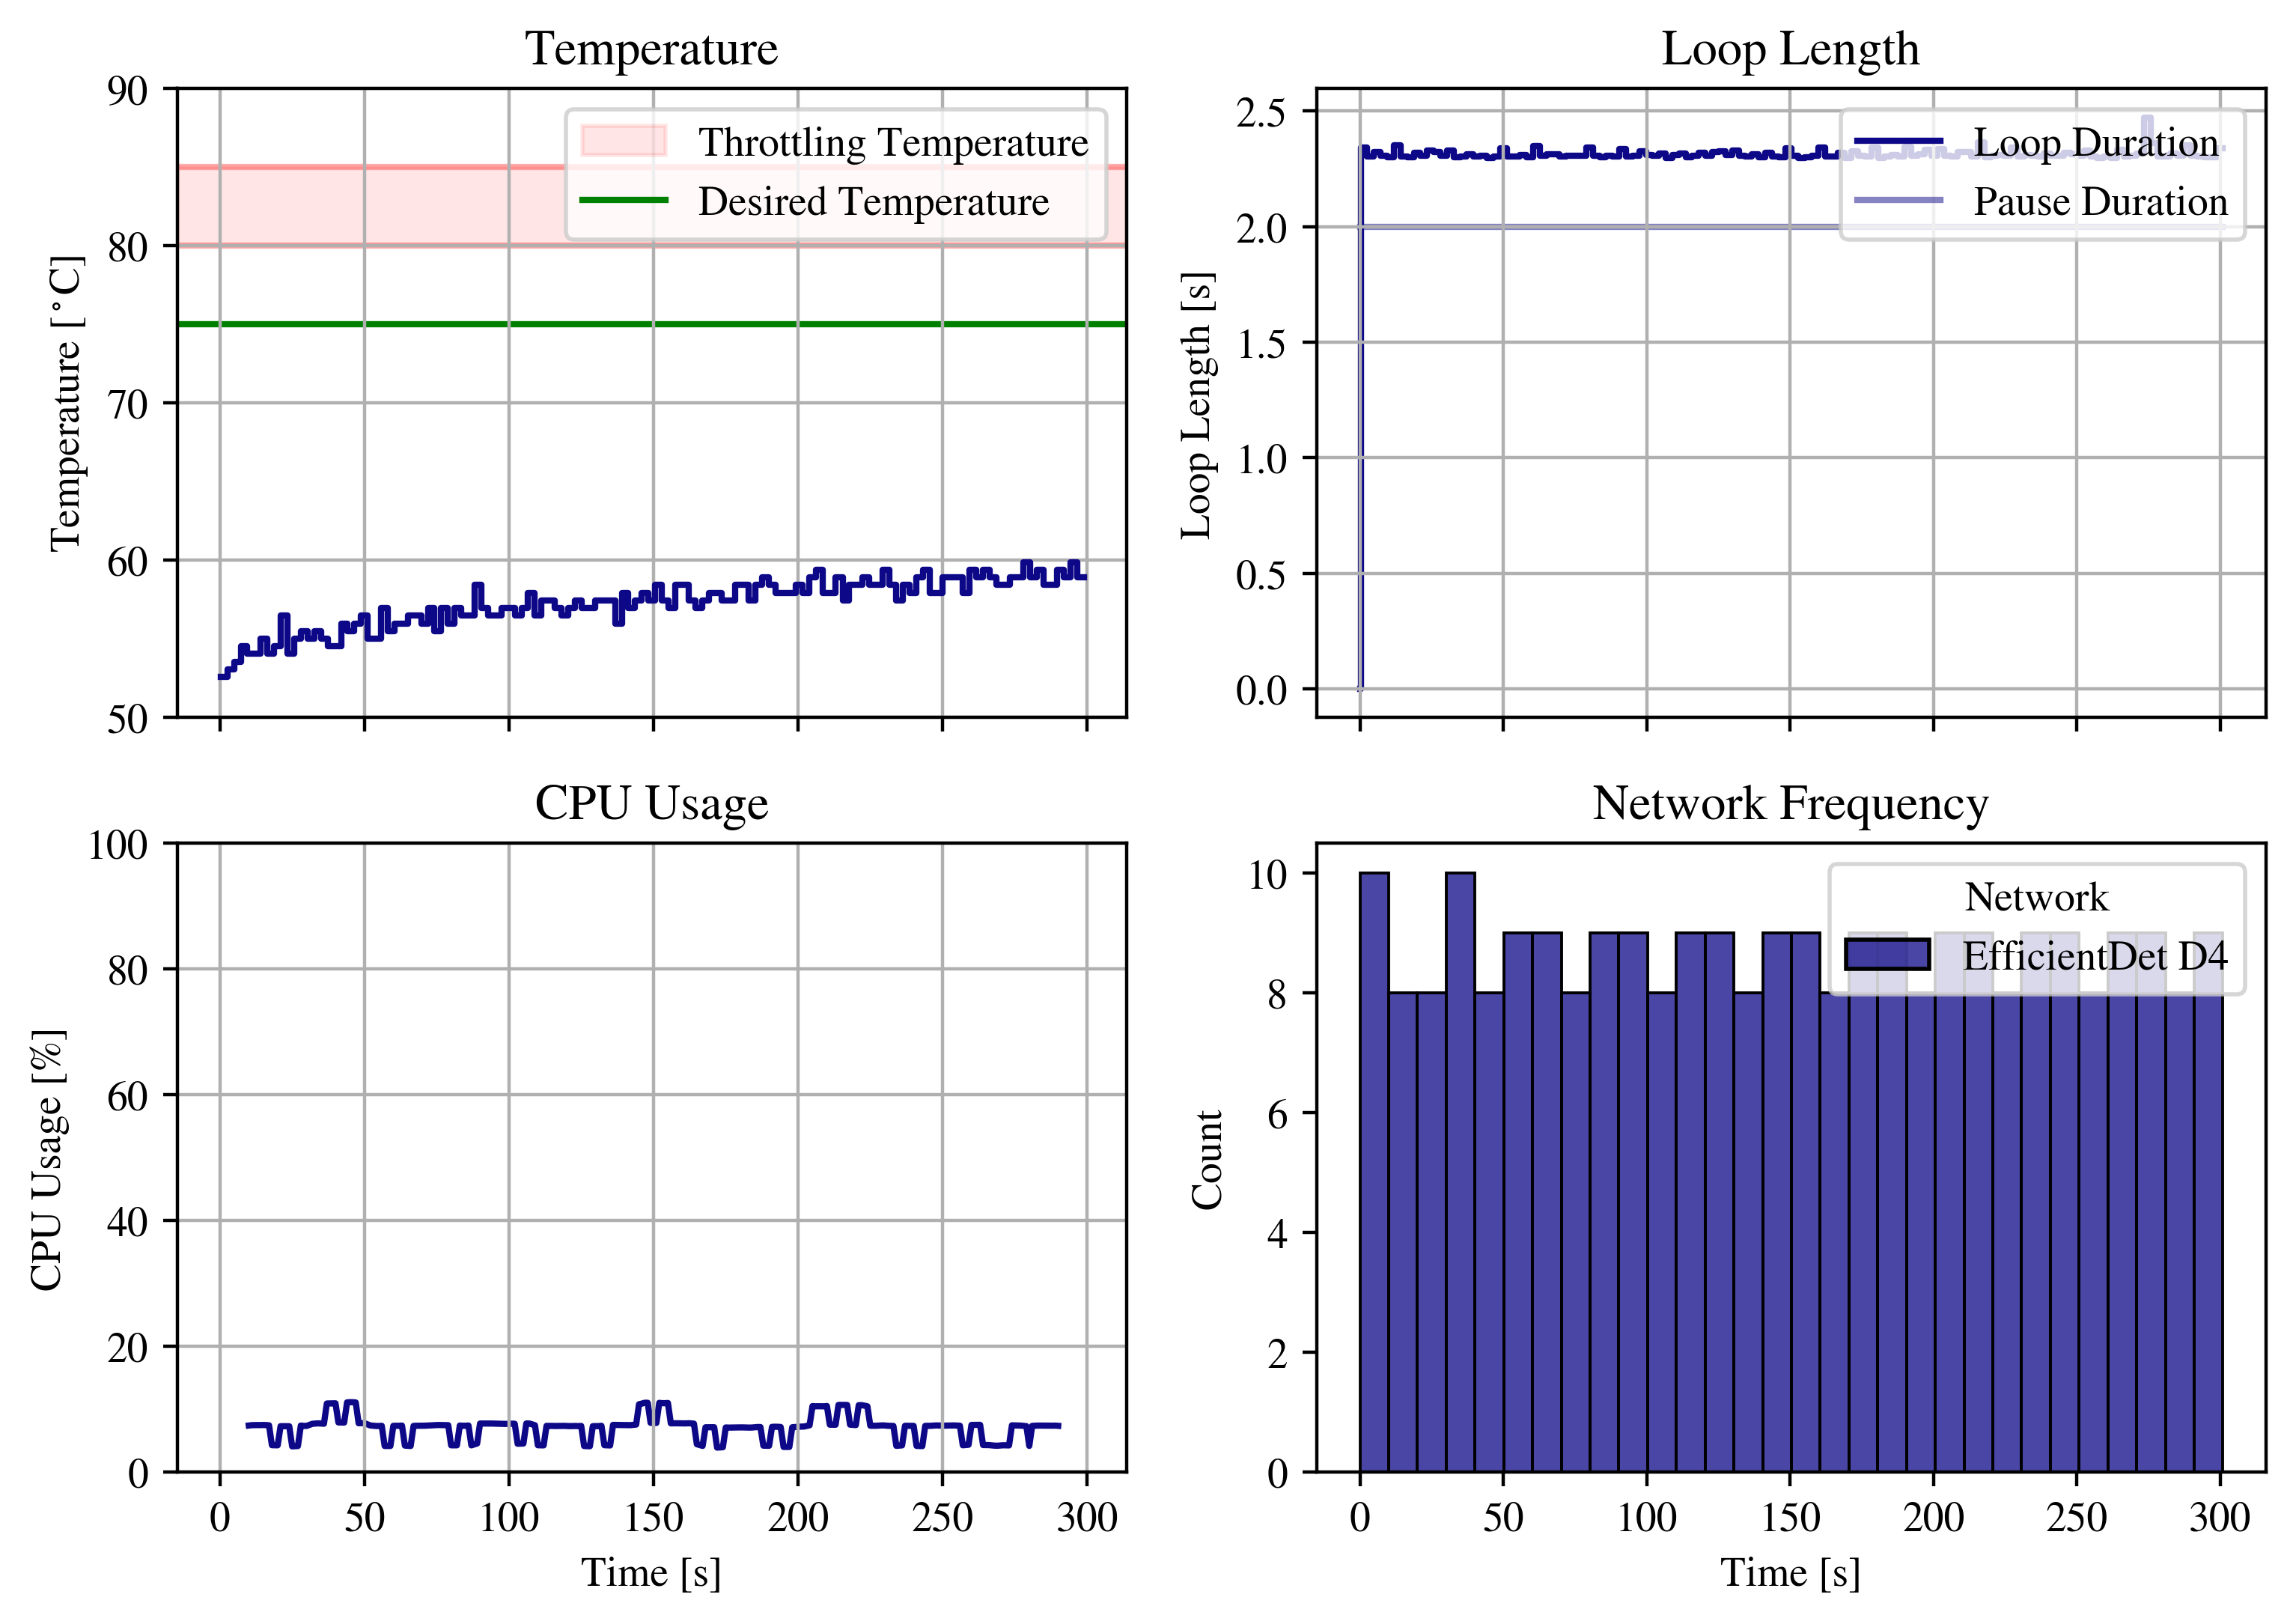 Temperature
90
80
70
60
50
Temperature [°C]
Throttling Temperature
Desired Temperature
Loop Length
2.5
2.0
1.5
1.0
0.5
0.0
Loop Length [s]
Loop Duration
Pause Duration
CPU Usage
100
80
60
40
20
0
CPU Usage [%]
0 50 100 150 200 250 300
Time [s]
Network Frequency
10
8
6
4
2
0
Count
Network
EfficientDet D4
0 50 100 150 200 250 300
Time [s]